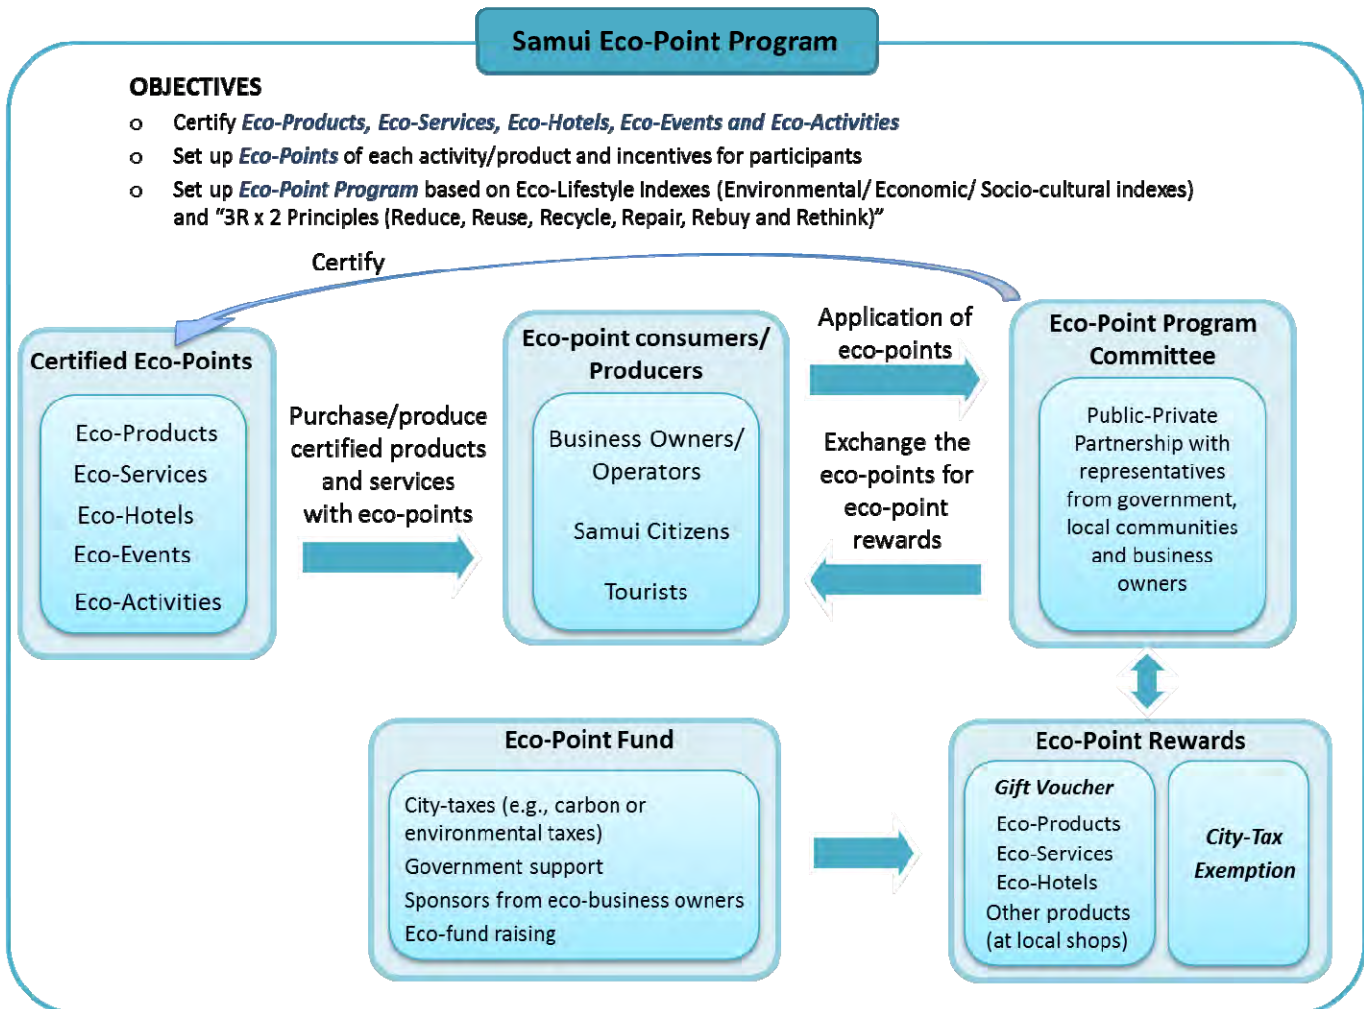 Samui Eco-Point Program
OBJECTIVES
o Certify Eco-Products, Eco-Services, Eco-Hotels, Eco-Events and Eco-Activities
o Set up Eco-Points of each activity/product and incentives for participants
o Set up Eco-Point Program based on Eco-Lifestyle Indexes (Environmental/ Economic/ Socio-cultural indexes)
and “3R x 2 Principles (Reduce, Reuse, Recycle, Repair, Rebuy and Rethink)”
Certify
Certified Eco-Points
Eco-Products
Eco-Services
Eco-Hotels
Eco-Events
Eco-Activities
Purchase/produce
certified products
and services
with eco-points
Eco-point consumers/
Producers
Business Owners/
Operators
Samui Citizens
Tourists
Application of
eco-points
Exchange the
eco-points for
eco-point
rewards
Eco-Point Program
Committee
Public-Private
Partnership with
representatives
from government,
local communities
and business
owners
Eco-Point Fund
City-taxes (e.g., carbon or
environmental taxes)
Government support
Sponsors from eco-business owners
Eco-fund raising
Eco-Point Rewards
Gift Voucher
Eco-Products
Eco-Services
Eco-Hotels
Other products
(at local shops)
City-Tax
Exemption